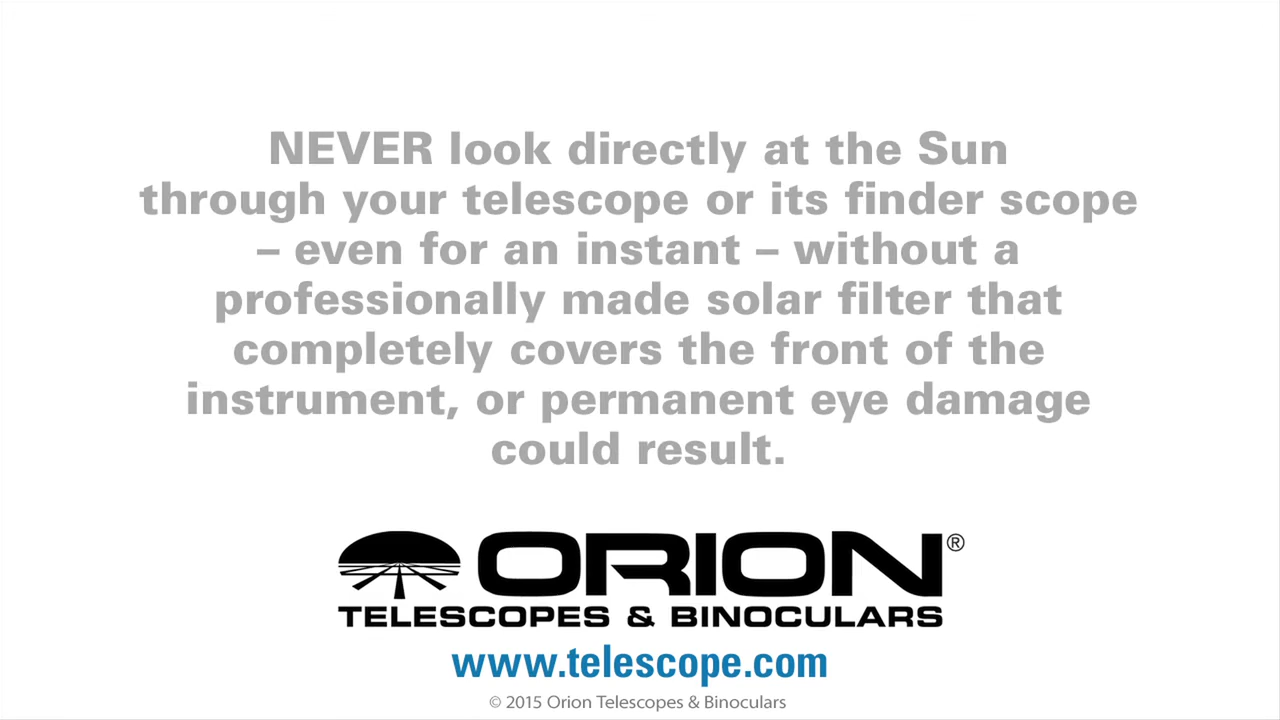 NEVER look directly at the Sun
through your telescope or its finder scope
– even for an instant – without a
professionally made solar filter that
completely covers the front of the
instrument, or permanent eye damage
could result.
ORION®
TELESCOPES & BINOCULARS
www.telescope.com
© 2015 Orion Telescopes & Binoculars